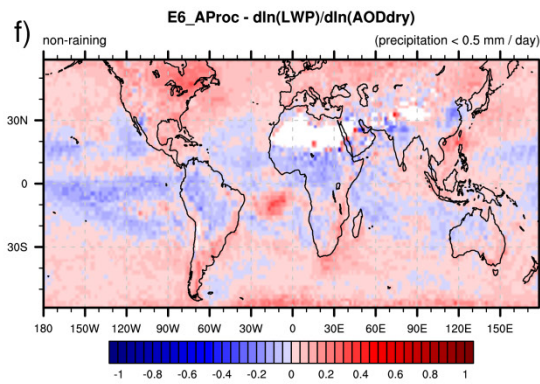 f)
E6_AProc - dln(LWP)/dln(AODdry)
non-raining
(precipitation < 0.5 mm / day)
30N
0
30S
180 150W 120W 90W 60W 30W 0 30E 60E 90E 120E 150E
-1 -0.8 -0.6 -0.4 -0.2 0 0.2 0.4 0.6 0.8 1